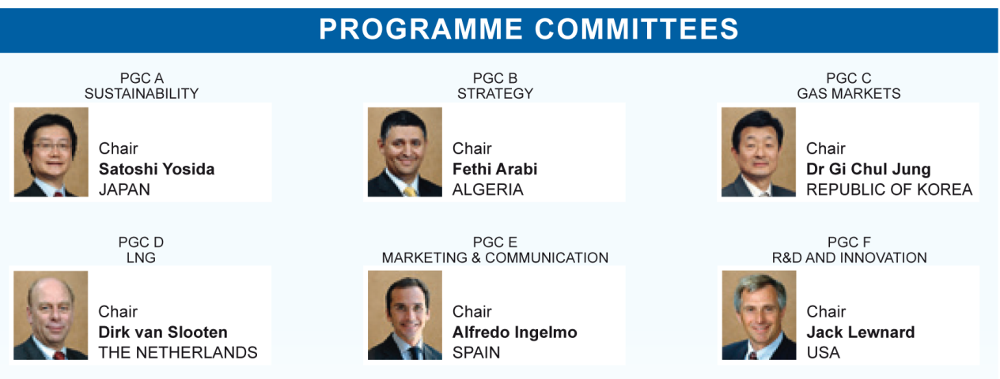 PROGRAMME COMMITTEES
PGC A
SUSTAINABILITY
Chair
Satoshi Yosida
JAPAN
PGC B
STRATEGY
Chair
Fethi Arabi
ALGERIA
PGC C
GAS MARKETS
Chair
Dr Gi Chul Jung
REPUBLIC OF KOREA
PGC D
LNG
Chair
Dirk van Slooten
THE NETHERLANDS
PGC E
MARKETING & COMMUNICATION
Chair
Alfredo Ingelmo
SPAIN
PGC F
R&D AND INNOVATION
Chair
Jack Lewnard
USA